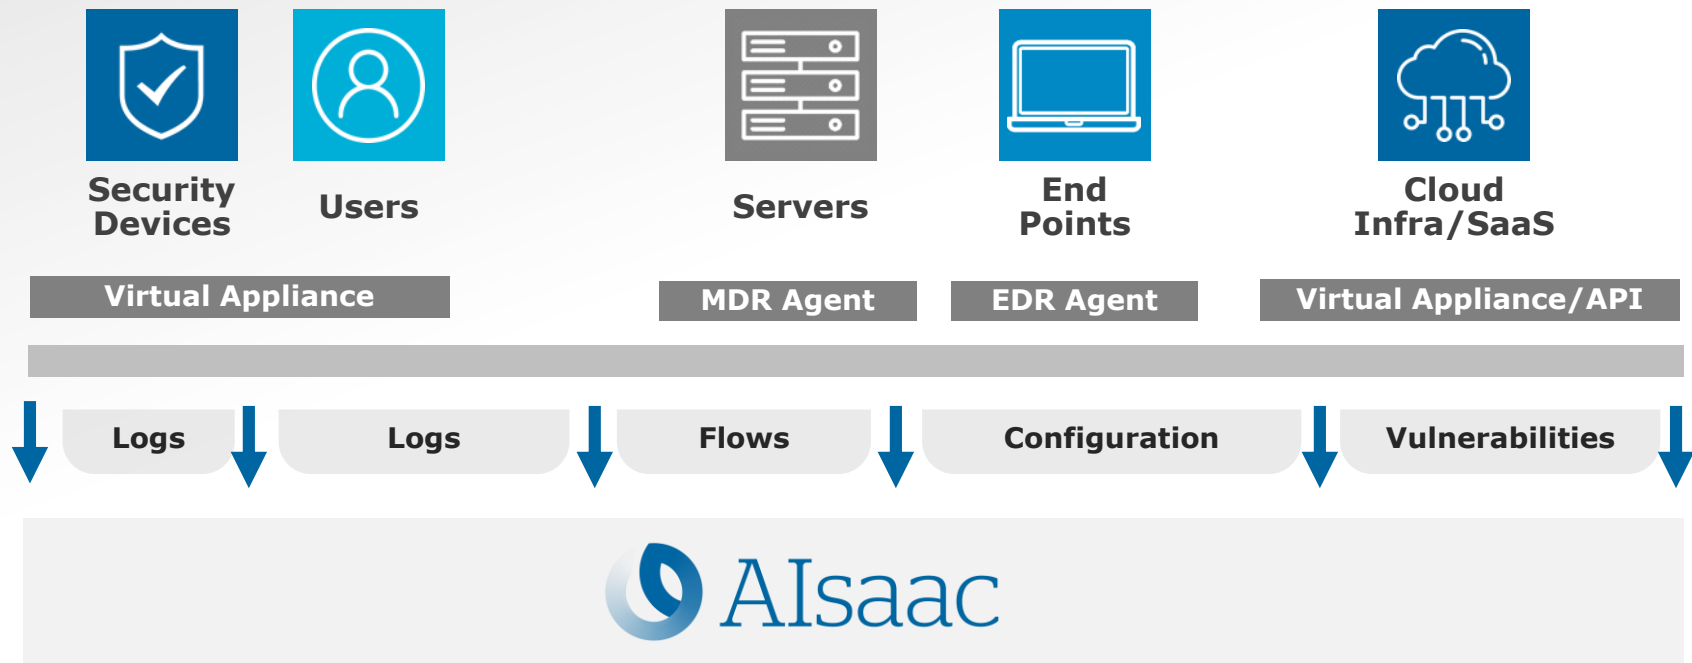 Security
Devices
Users
Servers
End
Points
Cloud
Infra/SaaS
Virtual Appliance
MDR Agent
EDR Agent
Virtual Appliance/API
Logs
Logs
Flows
Configuration
Vulnerabilities
AIsaac